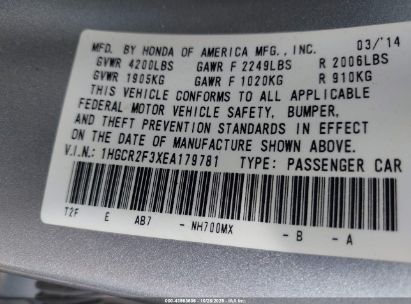 MFD. BY HONDA OF AMERICA MFG., INC. 03/'14
GVWR 4200LBS GAWR F 2249LBS R 2006LBS
GVWR 1905KG GAWR F 1020KG R 910KG
THIS VEHICLE CONFORMS TO ALL APPLICABLE
FEDERAL MOTOR VEHICLE SAFETY, BUMPER,
AND THEFT PREVENTION STANDARDS IN EFFECT
ON THE DATE OF MANUFACTURE SHOWN ABOVE.
V.I.N.: 1HGCR2F3XEA179781 TYPE: PASSENGER CAR
T2F E AB7 - NH700MX - B - A